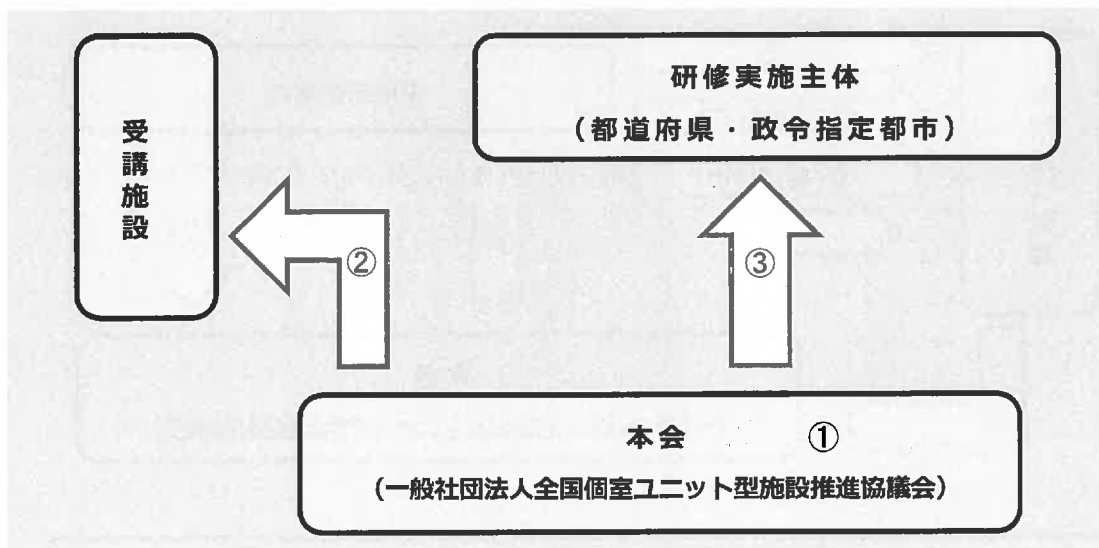 受講施設
研修実施主体
（都道府県・政令指定都市）
②
③
本会 ①
（一般社団法人全国個室ユニット型施設推進協議会）